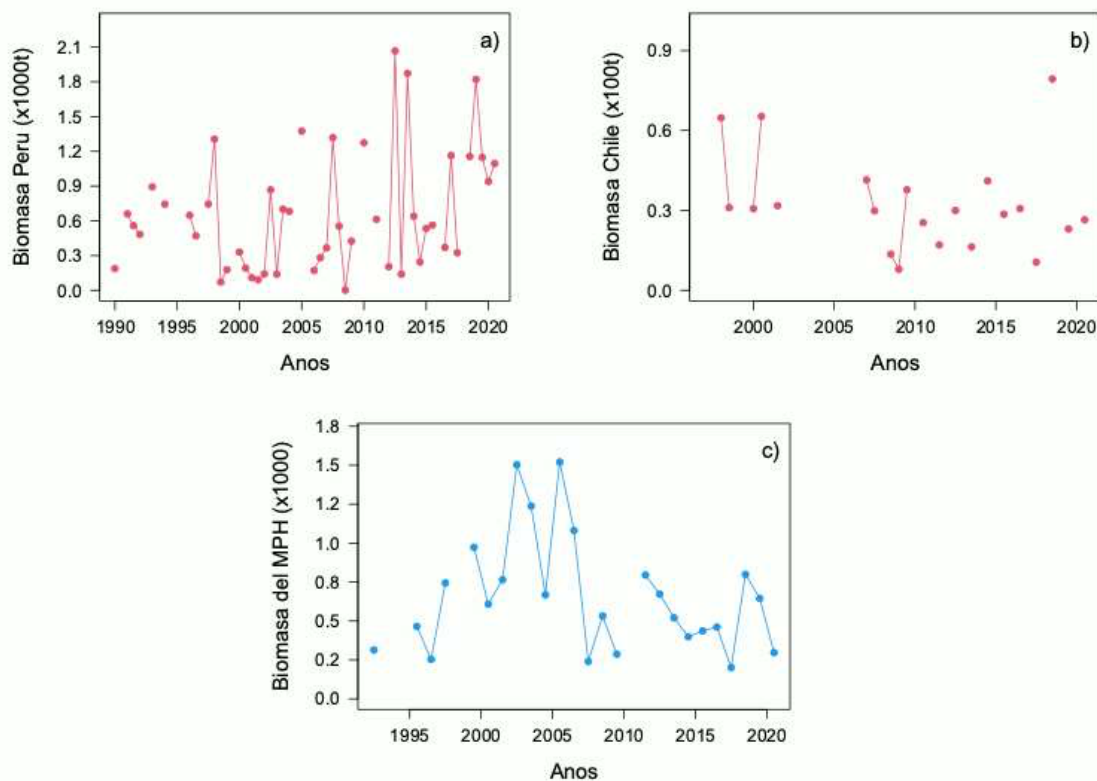 a)
Biomasa Peru (x1000t)
2.1
1.8
1.5
1.2
0.9
0.6
0.3
0.0
1990 1995 2000 2005 2010 2015 2020
Anos
b)
Biomasa Chile (x100t)
0.9
0.6
0.3
0.0
2000 2005 2010 2015 2020
Anos
c)
Biomasa del MPH (x1000)
1.8
1.5
1.2
1.0
0.8
0.5
0.2
0.0
1995 2000 2005 2010 2015 2020
Anos